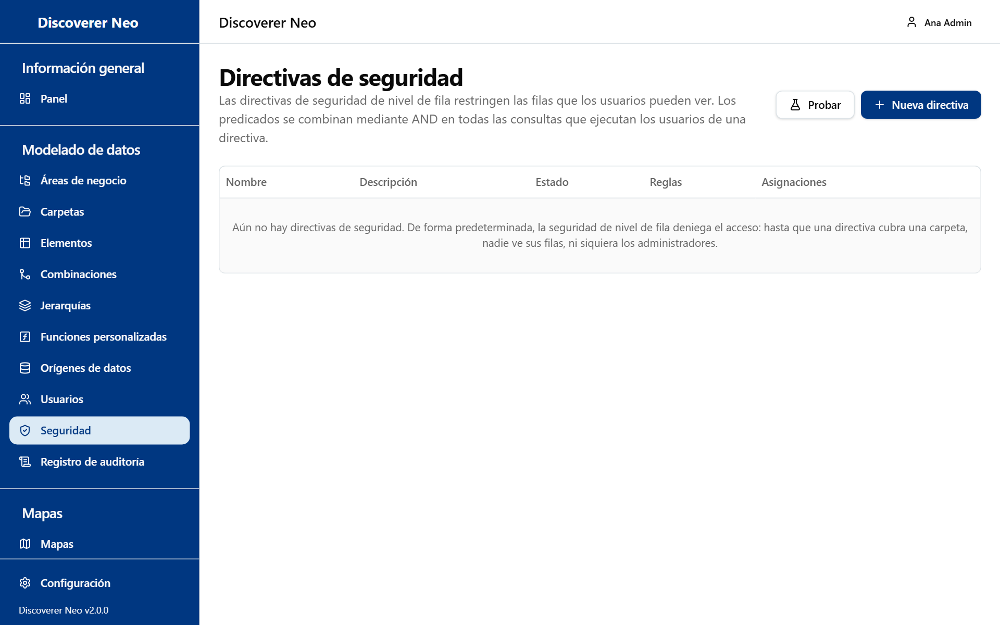 Discoverer Neo
Información general
Panel
Modelado de datos
Áreas de negocio
Carpetas
Elementos
Combinaciones
Jerarquías
Funciones personalizadas
Orígenes de datos
Usuarios
Seguridad
Registro de auditoría
Mapas
Mapas
Configuración
Discoverer Neo v2.0.0
Discoverer Neo
Ana Admin
Directivas de seguridad
Las directivas de seguridad de nivel de fila restringen las filas que los usuarios pueden ver. Los
predicados se combinan mediante AND en todas las consultas que ejecutan los usuarios de una
directiva.
Probar
Nueva directiva
Nombre Descripción Estado Reglas Asignaciones
Aún no hay directivas de seguridad. De forma predeterminada, la seguridad de nivel de fila deniega el acceso: hasta que una directiva cubra una carpeta,
nadie ve sus filas, ni siquiera los administradores.